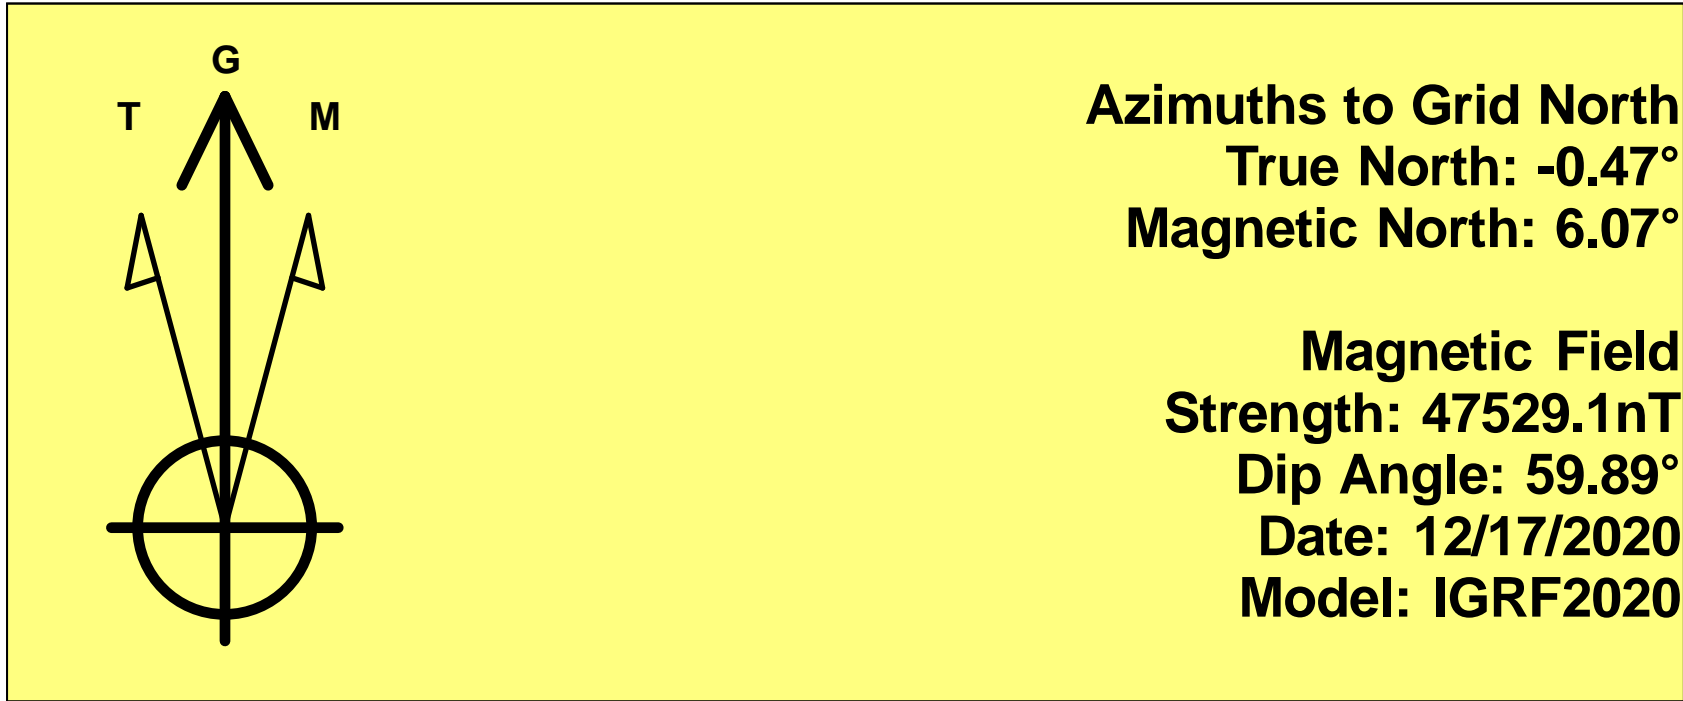 G
T M
Azimuths to Grid North
True North: -0.47°
Magnetic North: 6.07°
Magnetic Field
Strength: 47529.1nT
Dip Angle: 59.89°
Date: 12/17/2020
Model: IGRF2020